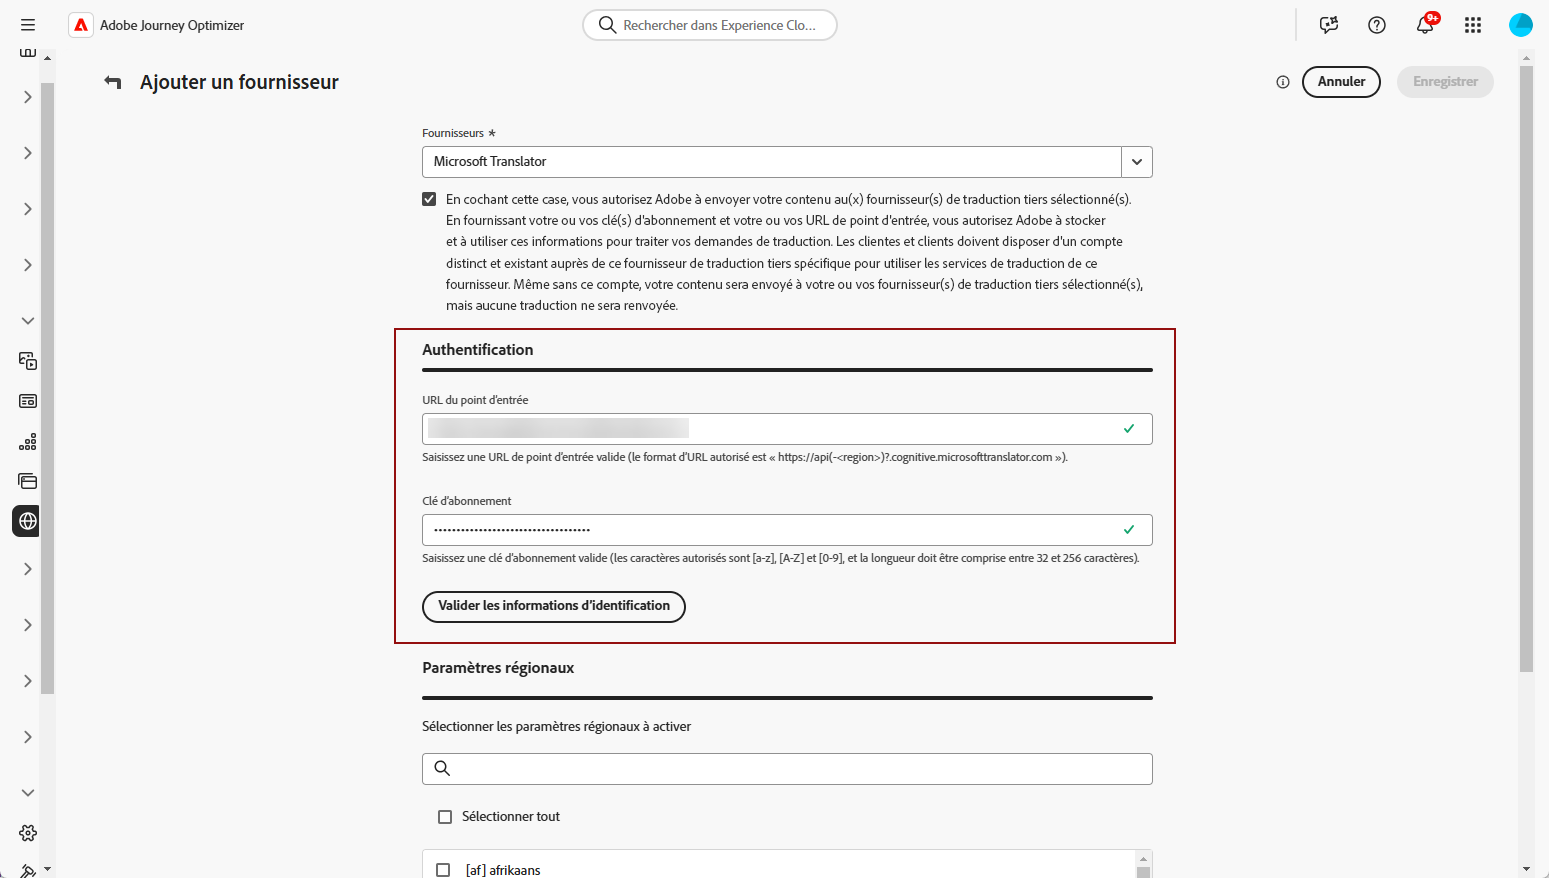 Adobe Journey Optimizer
Rechercher dans Experience Clo...
9+
Ajouter un fournisseur
Annuler
Enregistrer
Fournisseurs *
Microsoft Translator
En cochant cette case, vous autorisez Adobe à envoyer votre contenu au(x) fournisseur(s) de traduction tiers sélectionné(s).
En fournissant votre ou vos clé(s) d'abonnement et votre ou vos URL de point d'entrée, vous autorisez Adobe à stocker
et à utiliser ces informations pour traiter vos demandes de traduction. Les clientes et clients doivent disposer d'un compte
distinct et existant auprès de ce fournisseur de traduction tiers spécifique pour utiliser les services de traduction de ce
fournisseur. Même sans ce compte, votre contenu sera envoyé à votre ou vos fournisseur(s) de traduction tiers sélectionné(s),
mais aucune traduction ne sera renvoyée.
Authentification
URL du point d'entrée
Saisissez une URL de point d'entrée valide (le format d'URL autorisé est « https://api(-<region>)?.cognitive.microsofttranslator.com »).
Clé d'abonnement
Saisissez une clé d'abonnement valide (les caractères autorisés sont [a-z], [A-Z] et [0-9], et la longueur doit être comprise entre 32 et 256 caractères).
Valider les informations d'identification
Paramètres régionaux
Sélectionner les paramètres régionaux à activer
Sélectionner tout
[af] afrikaans